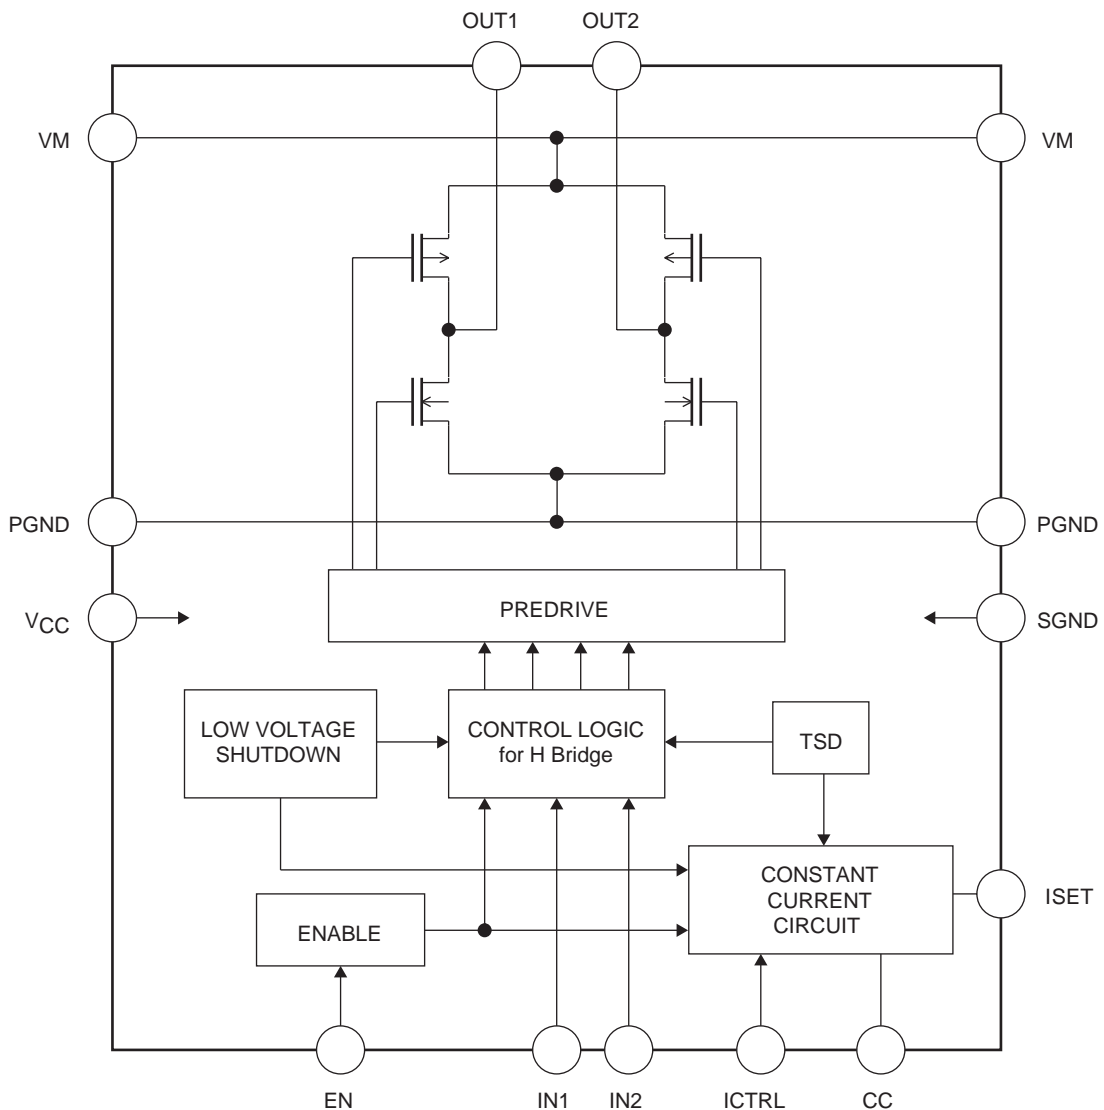 OUT1 OUT2
VM VM
PGND PGND
PREDRIVE
VCC SGND
LOW VOLTAGE
SHUTDOWN
CONTROL LOGIC
for H Bridge
TSD
CONSTANT
CURRENT
CIRCUIT
ISET
ENABLE
EN IN1 IN2 ICTRL CC